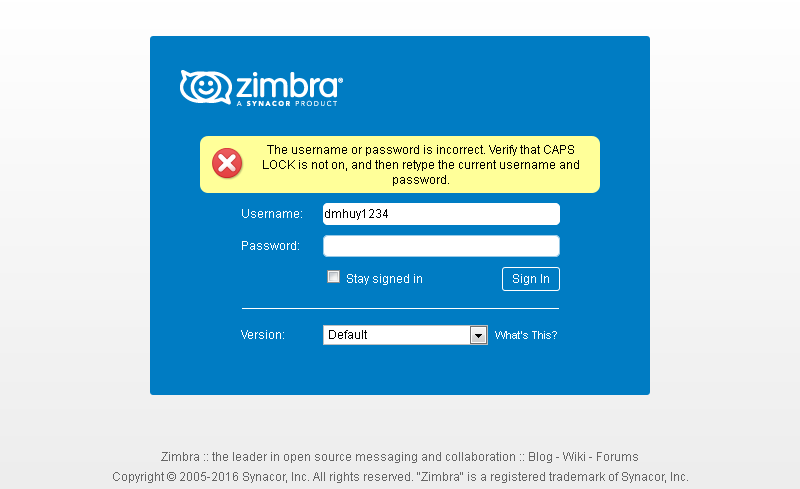 zimbra®
A SYNACOR PRODUCT
The username or password is incorrect. Verify that CAPS
LOCK is not on, and then retype the current username and
password.
Username: dmhuy1234
Password:
Stay signed in Sign In
Version: Default What's This?
Zimbra :: the leader in open source messaging and collaboration :: Blog - Wiki - Forums
Copyright © 2005-2016 Synacor, Inc. All rights reserved. "Zimbra" is a registered trademark of Synacor, Inc.